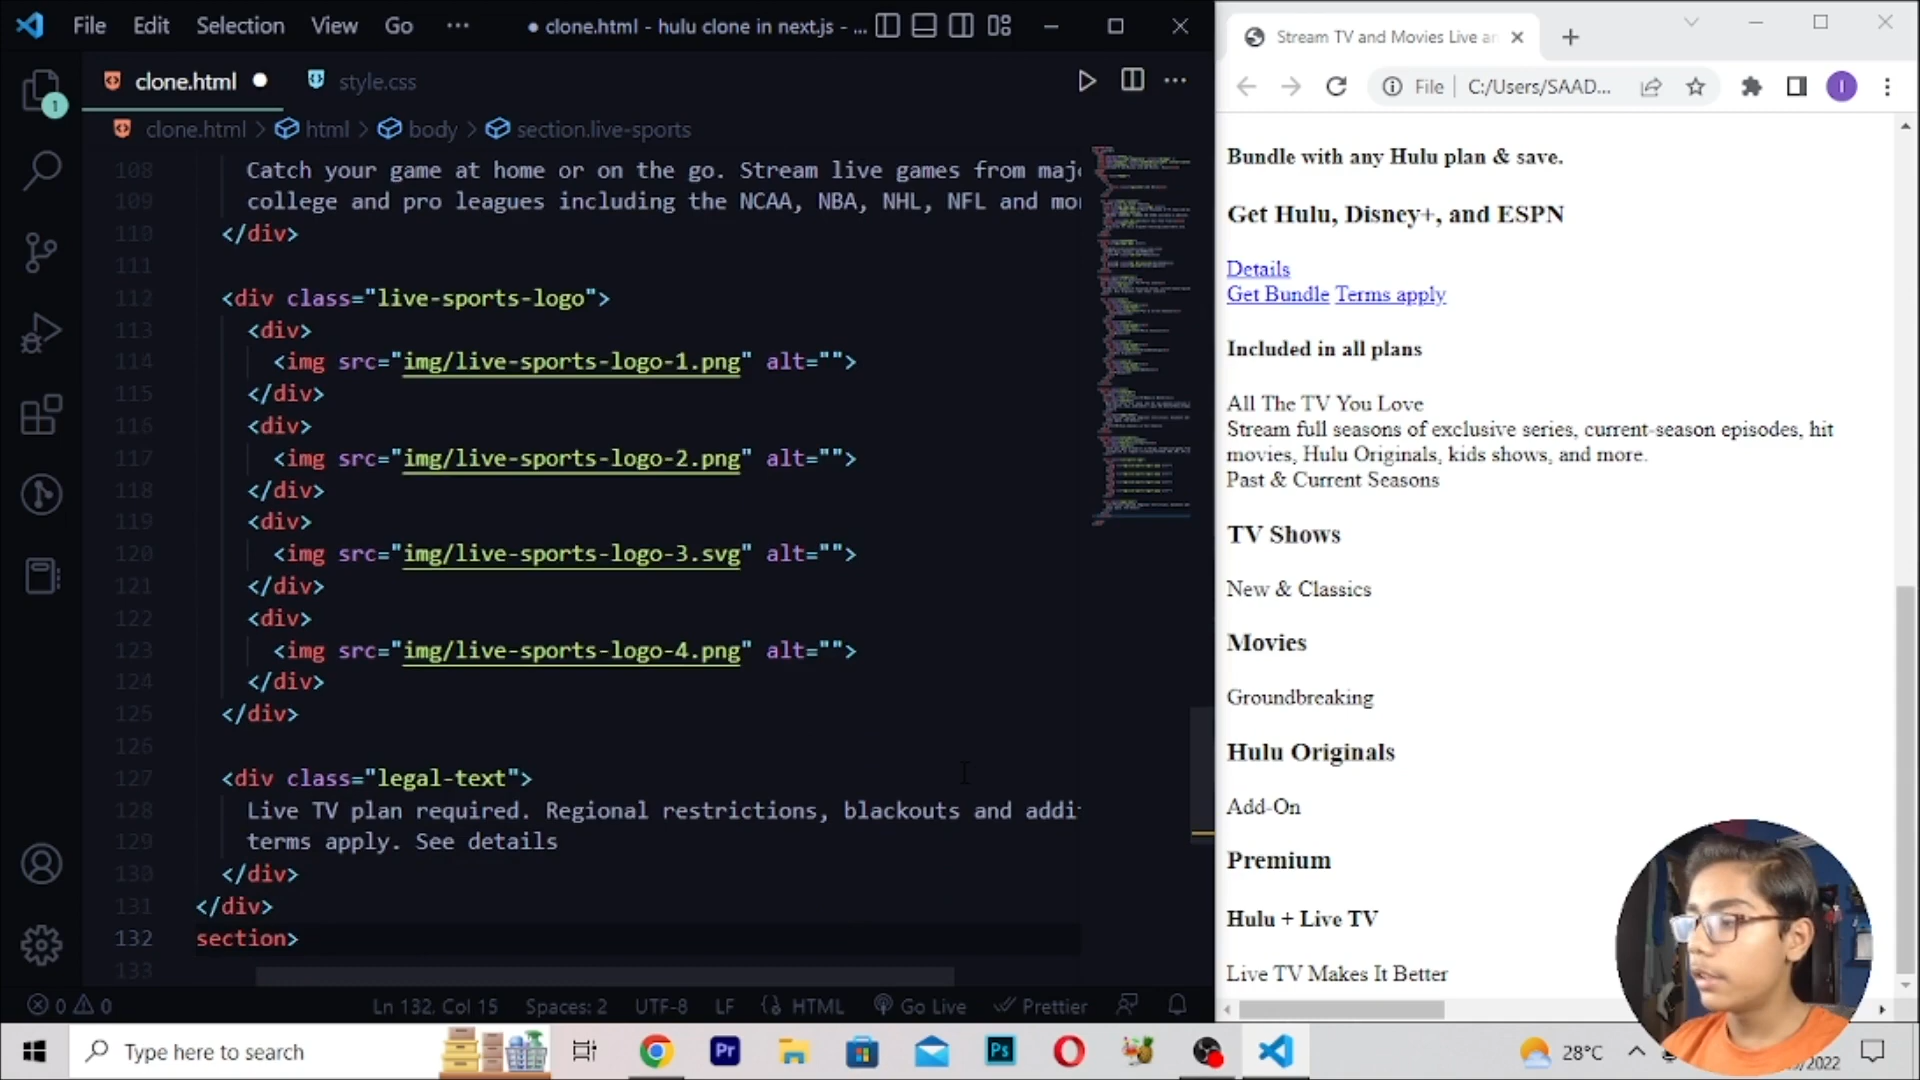 File Edit Selection View Go ··· ● clone.html - hulu clone in next.js - ...
clone.html ● style.css
clone.html > html > body > section.live-sports
108 Catch your game at home or on the go. Stream live games from maj
109 college and pro leagues including the NCAA, NBA, NHL, NFL and mo
110 </div>
111
112 <div class="live-sports-logo">
113 <div>
114 <img src="img/live-sports-logo-1.png" alt="">
115 </div>
116 <div>
117 <img src="img/live-sports-logo-2.png" alt="">
118 </div>
119 <div>
120 <img src="img/live-sports-logo-3.svg" alt="">
121 </div>
122 <div>
123 <img src="img/live-sports-logo-4.png" alt="">
124 </div>
125 </div>
126
127 <div class="legal-text">
128 Live TV plan required. Regional restrictions, blackouts and addi
129 terms apply. See details
130 </div>
131 </div>
132 section>
133
1
0 0 Ln 132, Col 15 Spaces: 2 UTF-8 LF HTML Go Live Prettier
Stream TV and Movies Live an
File C:/Users/SAAD... I
Bundle with any Hulu plan & save.
Get Hulu, Disney+, and ESPN
Details
Get Bundle Terms apply
Included in all plans
All The TV You Love
Stream full seasons of exclusive series, current-season episodes, hit
movies, Hulu Originals, kids shows, and more.
Past & Current Seasons
TV Shows
New & Classics
Movies
Groundbreaking
Hulu Originals
Add-On
Premium
Hulu + Live TV
Live TV Makes It Better
Type here to search Pr Ps 28°C /2022